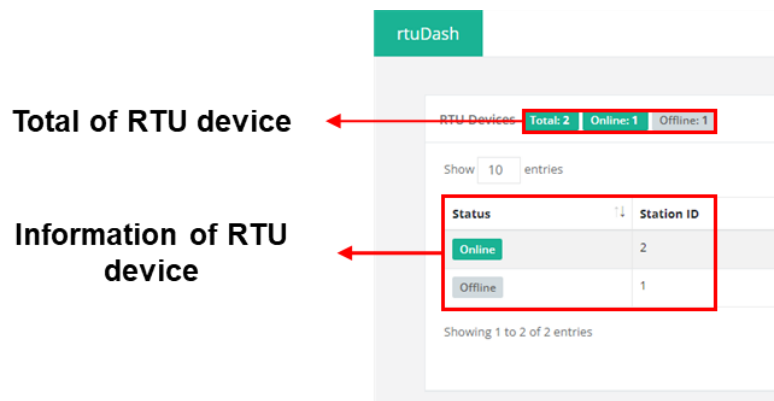 rtuDash
Total of RTU device
RTU Devices Total: 2 Online: 1 Offline: 1
Show 10 entries
Information of RTU
device
Status Station ID
Online 2
Offline 1
Showing 1 to 2 of 2 entries